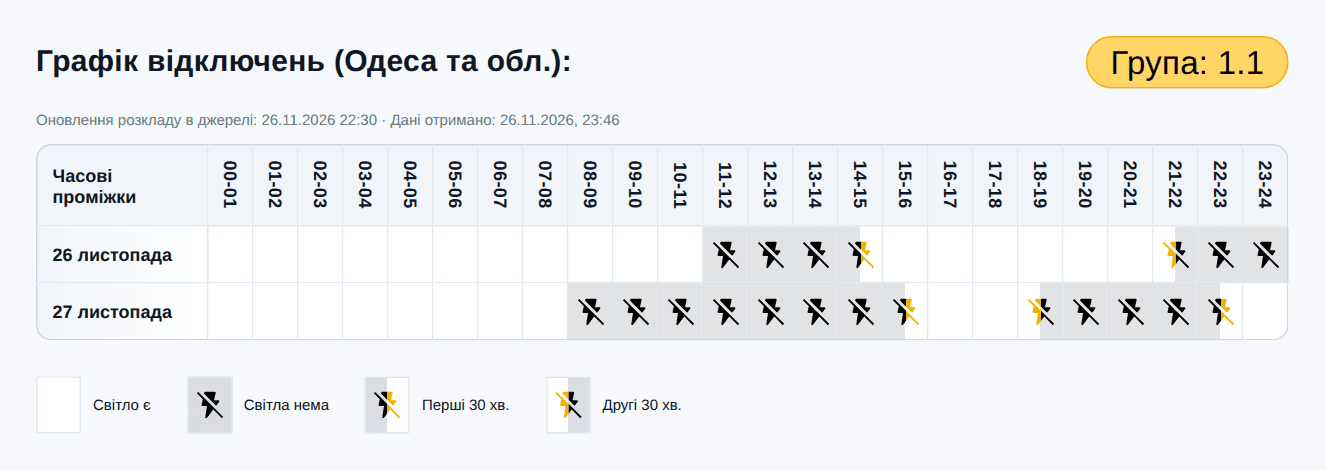 Графік відключень (Одеса та обл.):
Група: 1.1
Оновлення розкладу в джерелі: 26.11.2026 22:30 · Дані отримано: 26.11.2026, 23:46
Часові проміжки 00-01 01-02 02-03 03-04 04-05 05-06 06-07 07-08 08-09 09-10 10-11 11-12 12-13 13-14 14-15 15-16 16-17 17-18 18-19 19-20 20-21 21-22 22-23 23-24
26 листопада
27 листопада
Світло є Світла нема Перші 30 хв. Другі 30 хв.